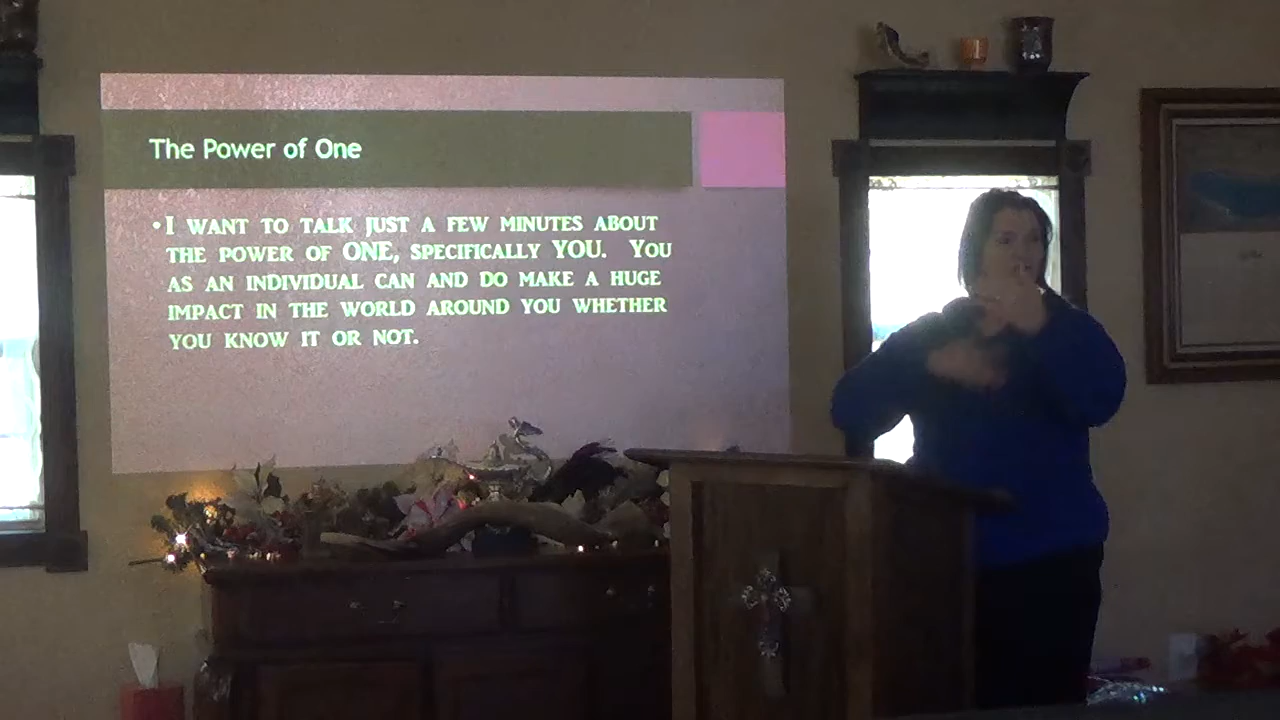 The Power of One
• I WANT TO TALK JUST A FEW MINUTES ABOUT
THE POWER OF ONE, SPECIFICALLY YOU. YOU
AS AN INDIVIDUAL CAN AND DO MAKE A HUGE
IMPACT IN THE WORLD AROUND YOU WHETHER
YOU KNOW IT OR NOT.